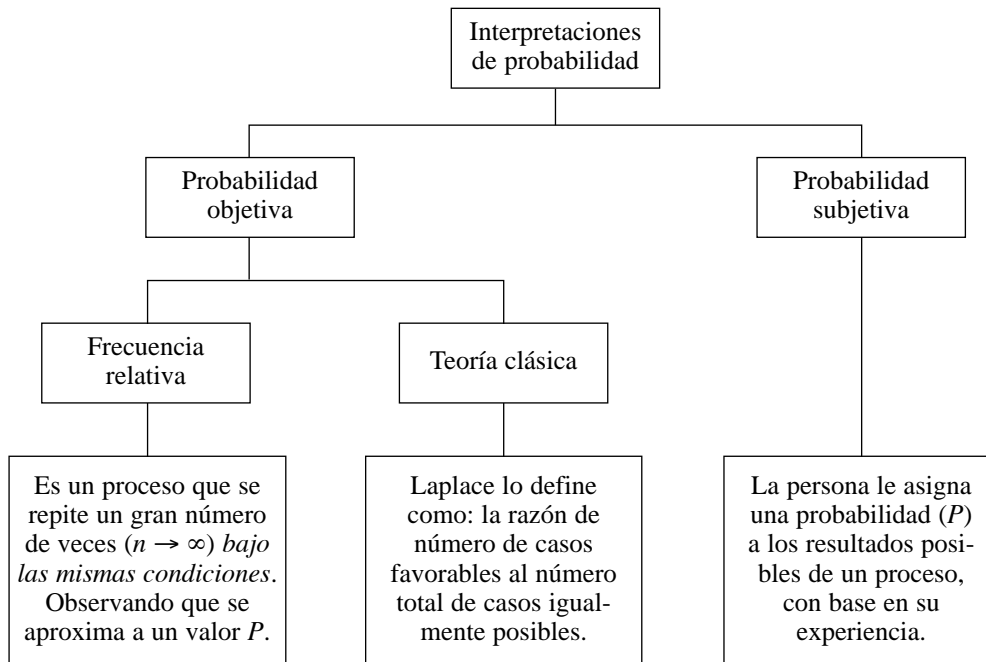 Interpretaciones
de probabilidad
Probabilidad
objetiva
Probabilidad
subjetiva
Frecuencia
relativa
Teoría clásica
Es un proceso que se
repite un gran número
de veces (n → ∞) bajo
las mismas condiciones.
Observando que se
aproxima a un valor P.
Laplace lo define
como: la razón de
número de casos
favorables al número
total de casos igual-
mente posibles.
La persona le asigna
una probabilidad (P)
a los resultados posi-
bles de un proceso,
con base en su
experiencia.